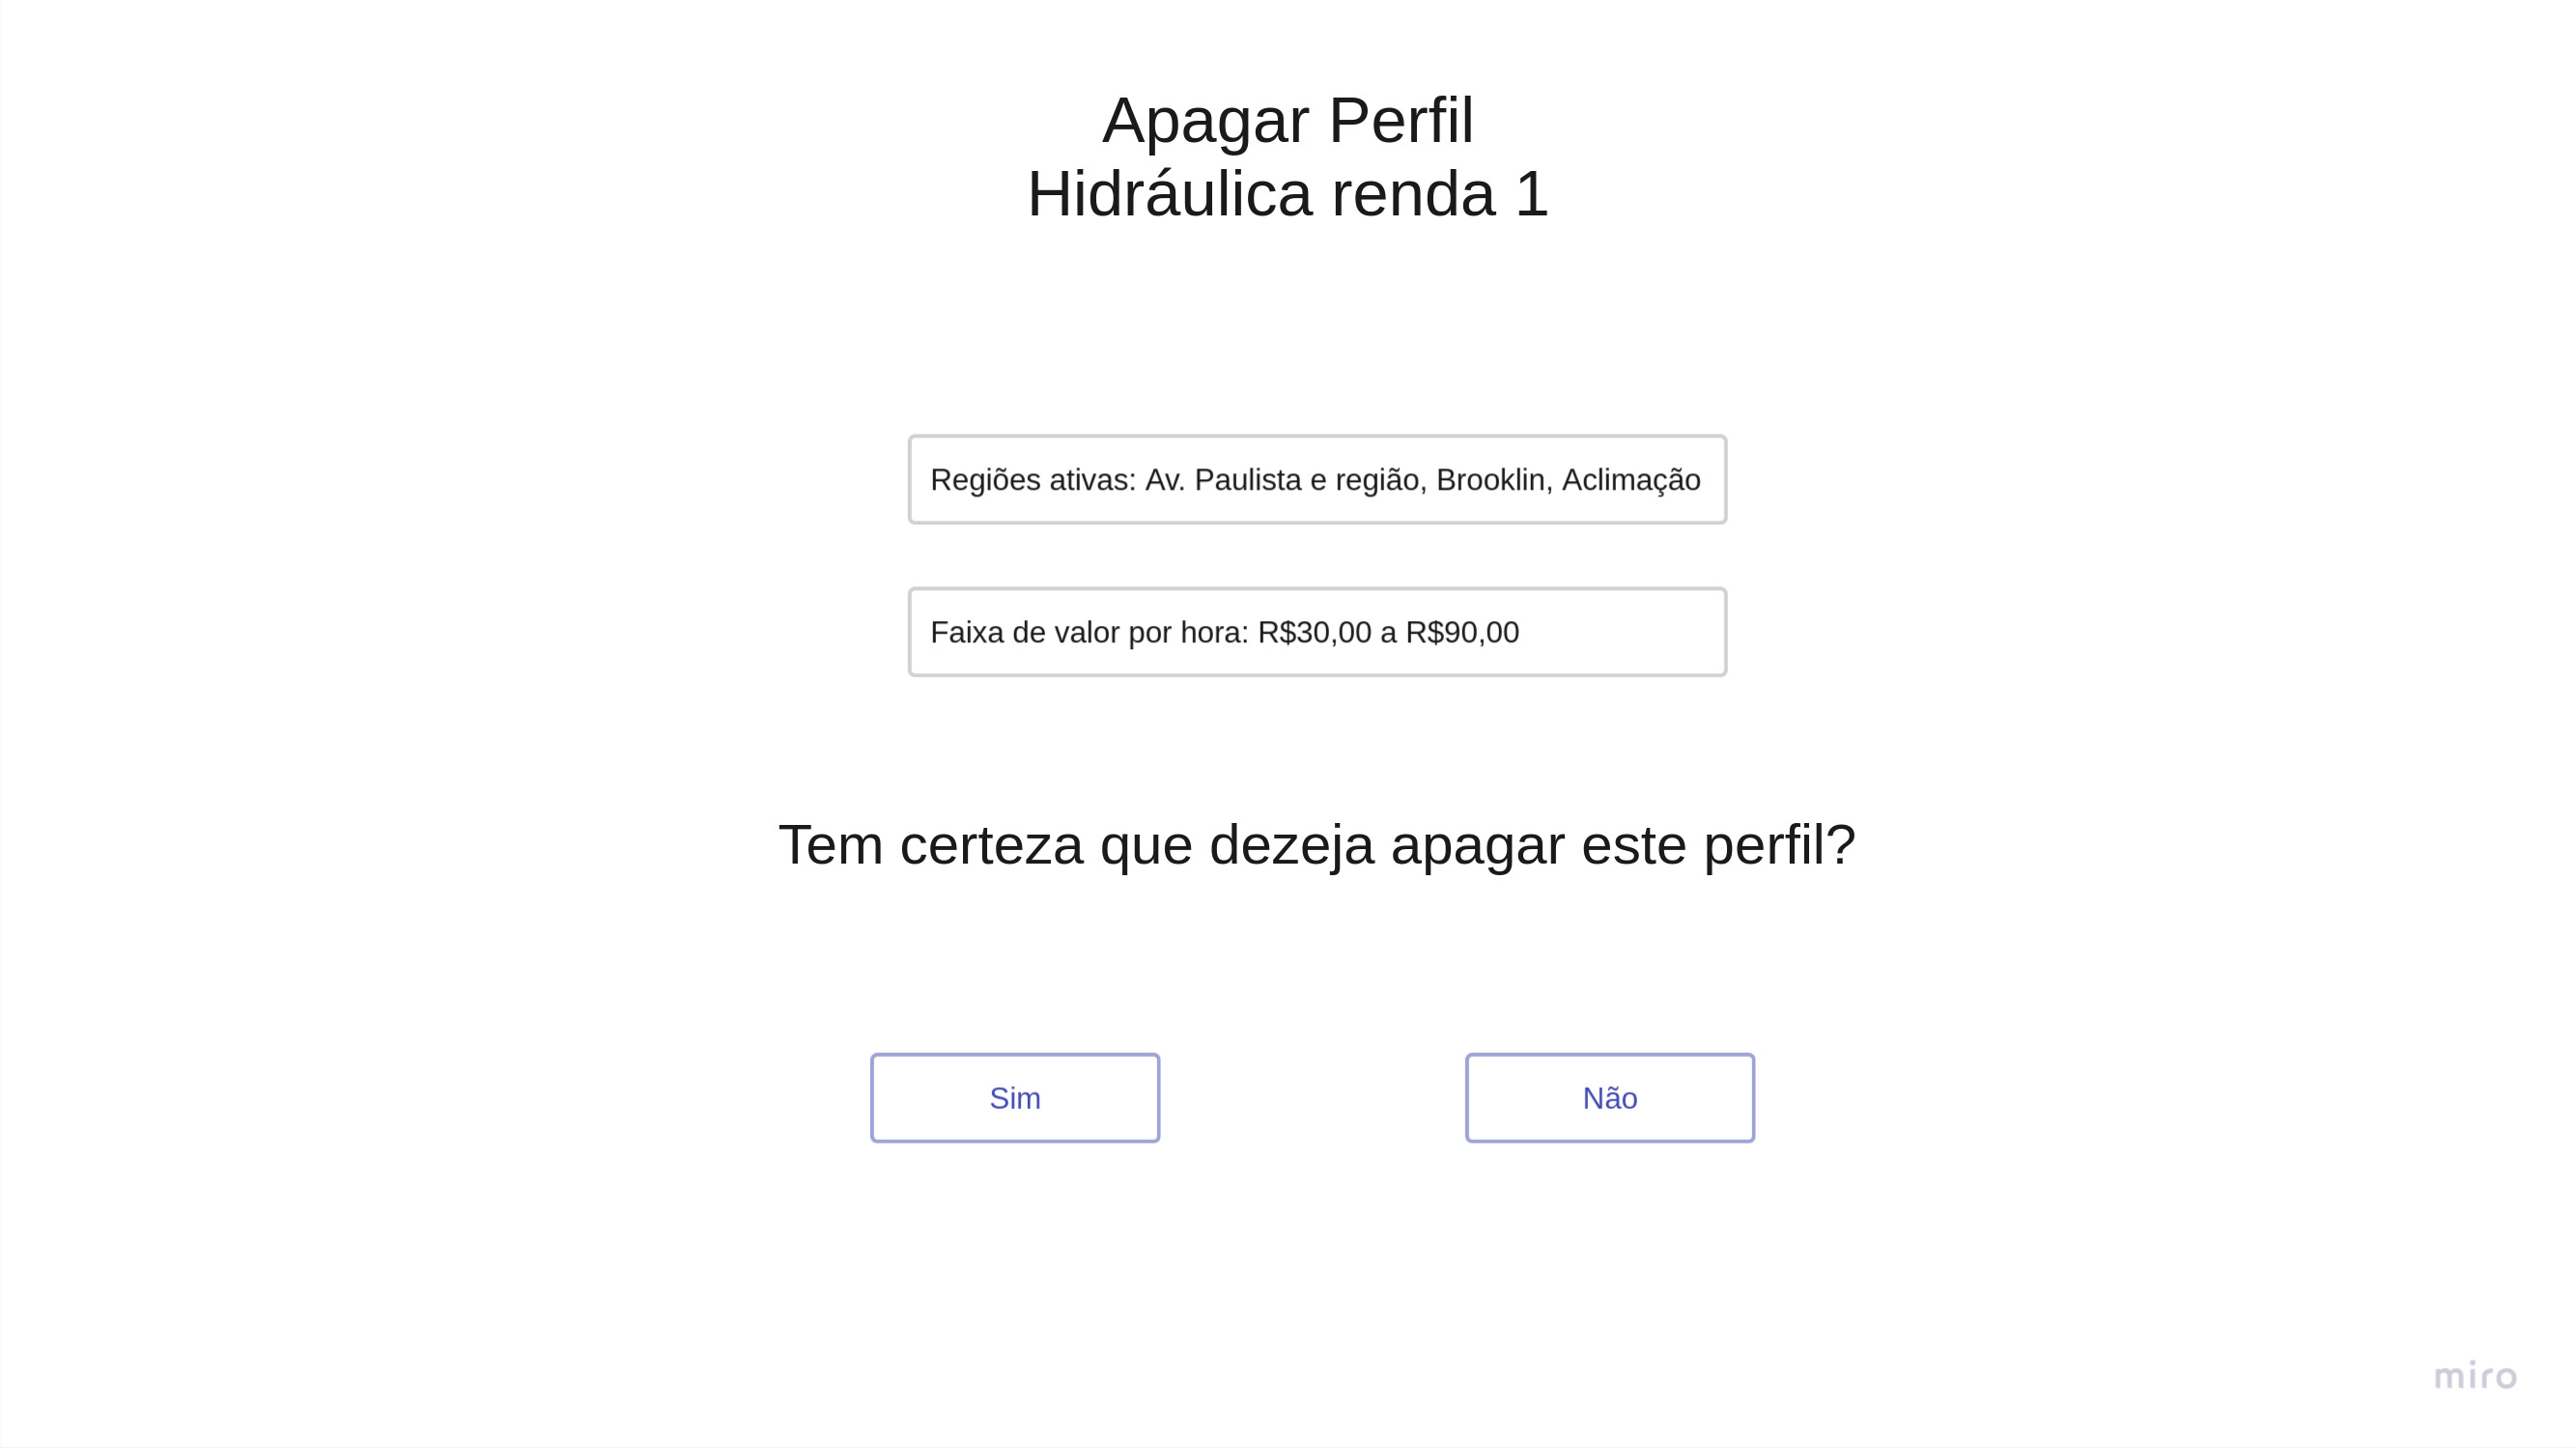 Apagar Perfil
Hidráulica renda 1
Regiões ativas: Av. Paulista e região, Brooklin, Aclimação
Faixa de valor por hora: R$30,00 a R$90,00
Tem certeza que dezeja apagar este perfil?
Sim
Não
miro